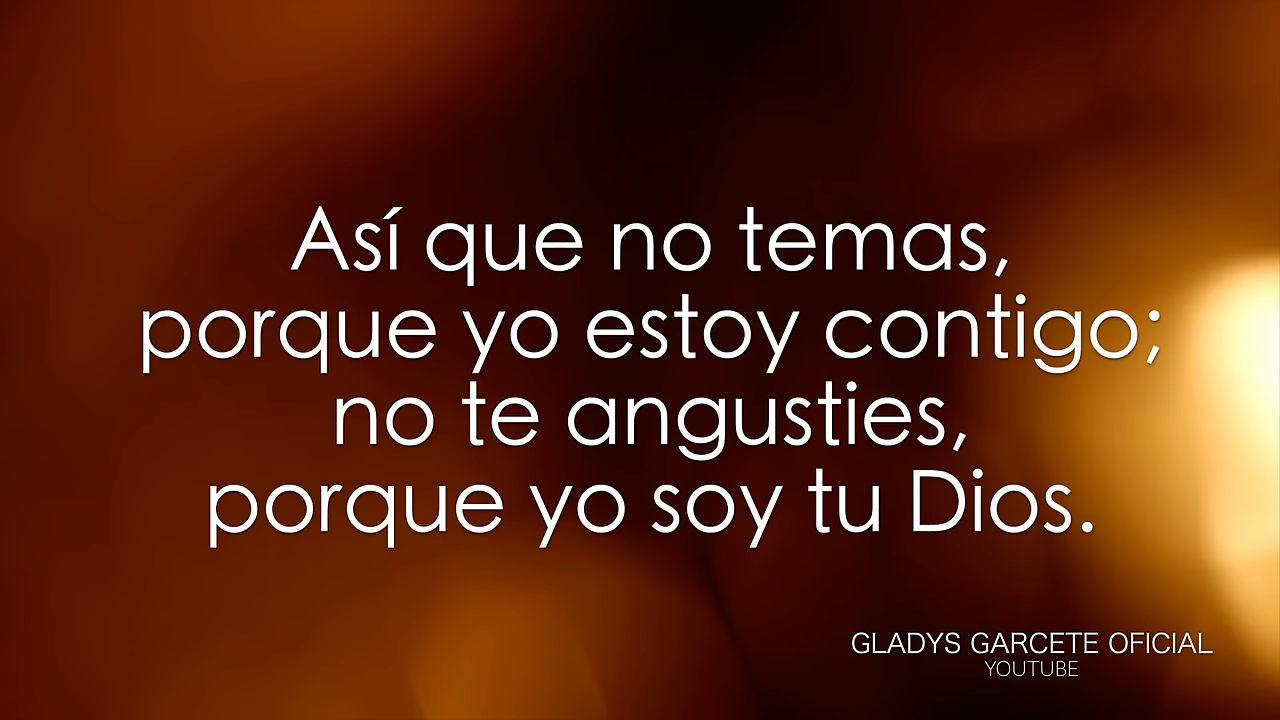 Así que no temas,
porque yo estoy contigo;
no te angusties,
porque yo soy tu Dios.
GLADYS GARCETE OFICIAL
YOUTUBE